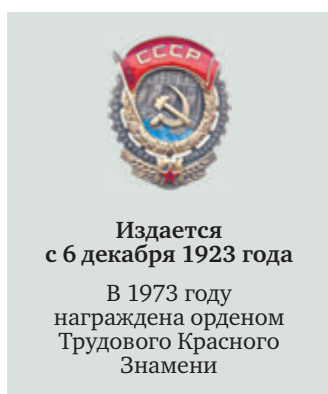 СССР
Издается
с 6 декабря 1923 года
В 1973 году
награждена орденом
Трудового Красного
Знамени